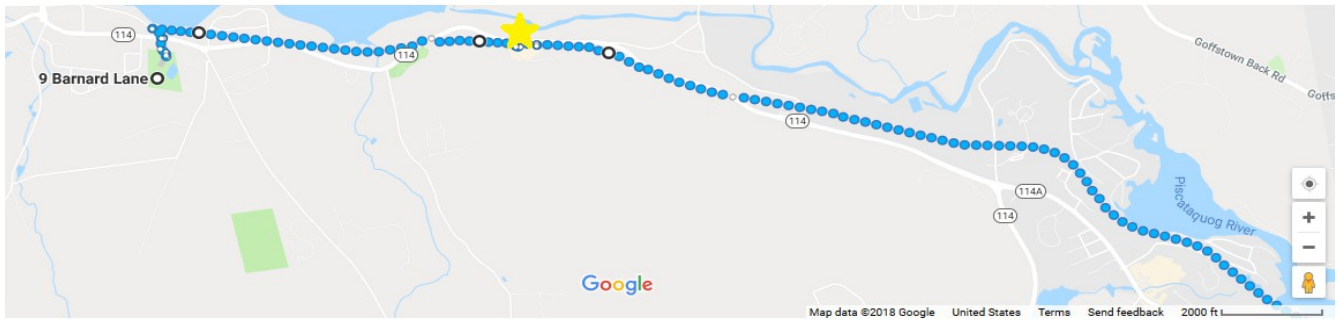 114
9 Barnard Lane
114
114
Goffstown Back Rd
Goffs
114A
114
Piscataquog River
Google
Map data ©2018 Google United States Terms Send feedback 2000 ft